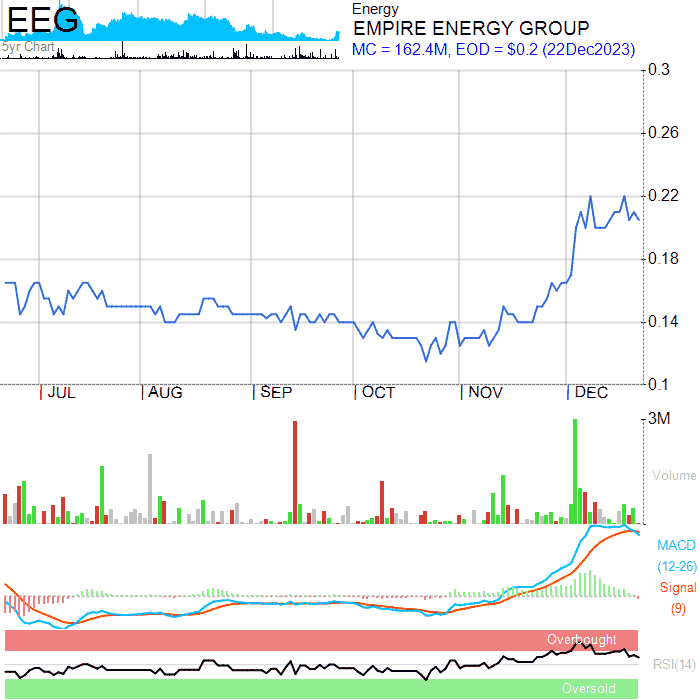 EEG
5yr Chart
Energy
EMPIRE ENERGY GROUP
MC = 162.4M, EOD = $0.2 (22Dec2023)
0.3
0.26
0.22
0.18
0.14
0.1
JUL AUG SEP OCT NOV DEC
3M
Volume
MACD
(12-26)
Signal
(9)
Overbought
RSI(14)
Oversold